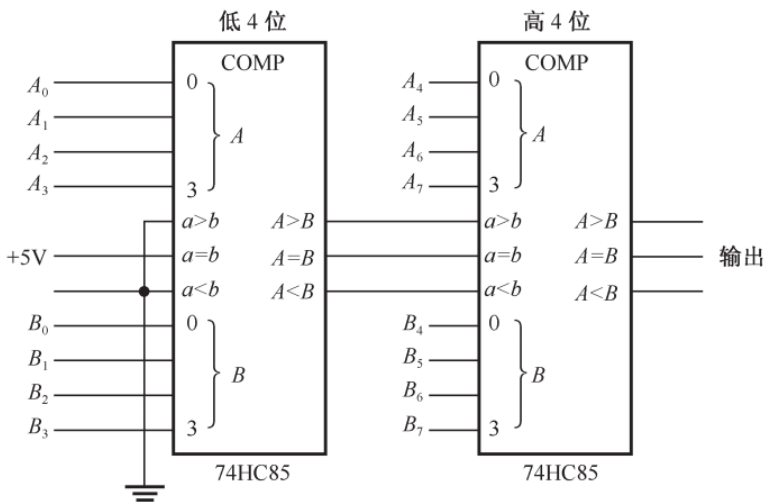 低 4 位
COMP
A₀ 0
A₁
A
A₂
A₃ 3
a>b A>B
+5V a=b A=B
a<b A<B
B₀ 0
B₁
B
B₂
B₃ 3
74HC85
高 4 位
COMP
A₄ 0
A₅
A
A₆
A₇ 3
a>b A>B
a=b A=B 输出
a<b A<B
B₄ 0
B₅
B
B₆
B₇ 3
74HC85